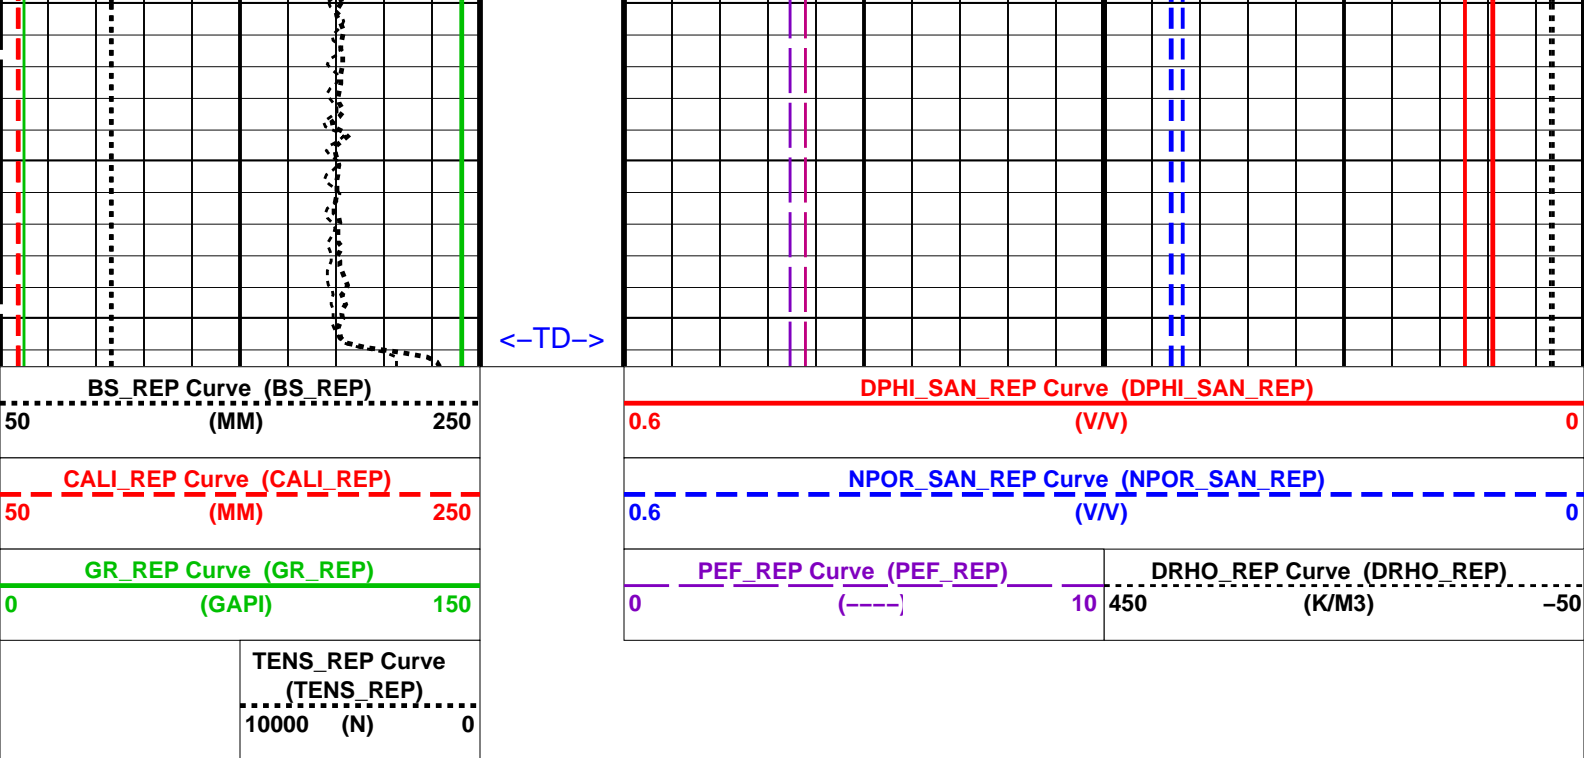 <–TD–>
BS_REP Curve (BS_REP)
50 (MM) 250
CALI_REP Curve (CALI_REP)
50 (MM) 250
GR_REP Curve (GR_REP)
0 (GAPI) 150
TENS_REP Curve
(TENS_REP)
10000 (N) 0
DPHI_SAN_REP Curve (DPHI_SAN_REP)
0.6 (V/V) 0
NPOR_SAN_REP Curve (NPOR_SAN_REP)
0.6 (V/V) 0
PEF_REP Curve (PEF_REP)
0 (––––) 10
DRHO_REP Curve (DRHO_REP)
450 (K/M3) –50